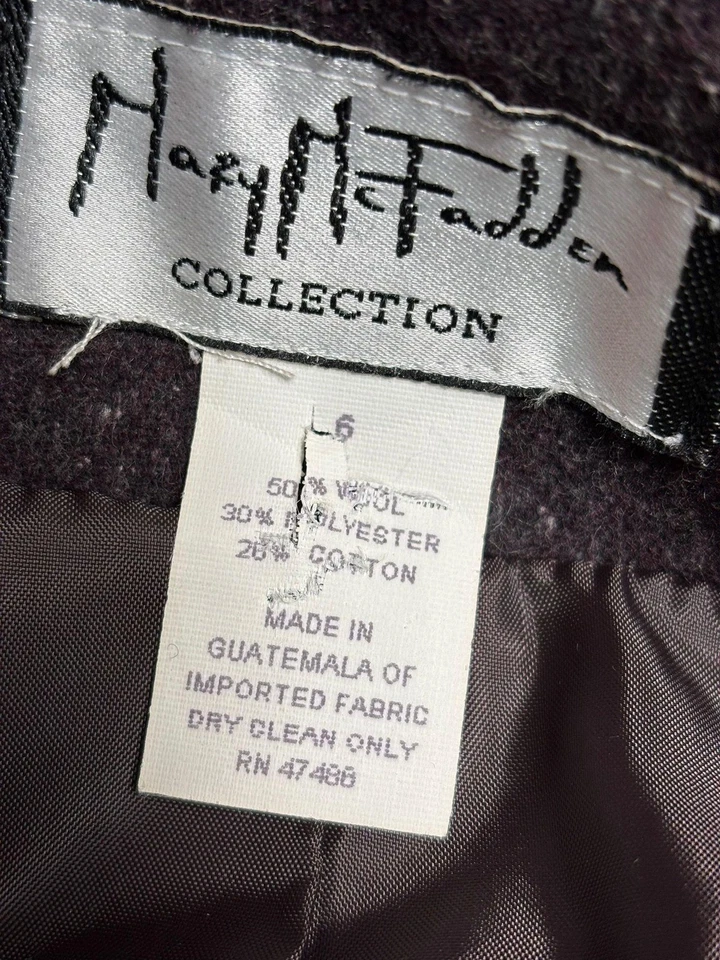 Mary McFadden
COLLECTION
6
50% WOOL
30% POLYESTER
20% COTTON
MADE IN
GUATEMALA OF
IMPORTED FABRIC
DRY CLEAN ONLY
RN 47488